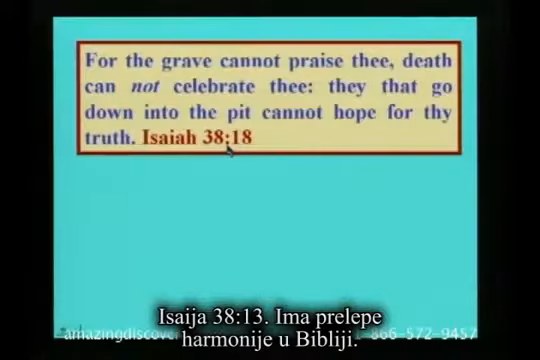 For the grave cannot praise thee, death
can not celebrate thee: they that go
down into the pit cannot hope for thy
truth. Isaiah 38:18
Isaija 38:13. Ima prelepe
harmonije u Bibliji.
amazingdiscov
866-572-9457